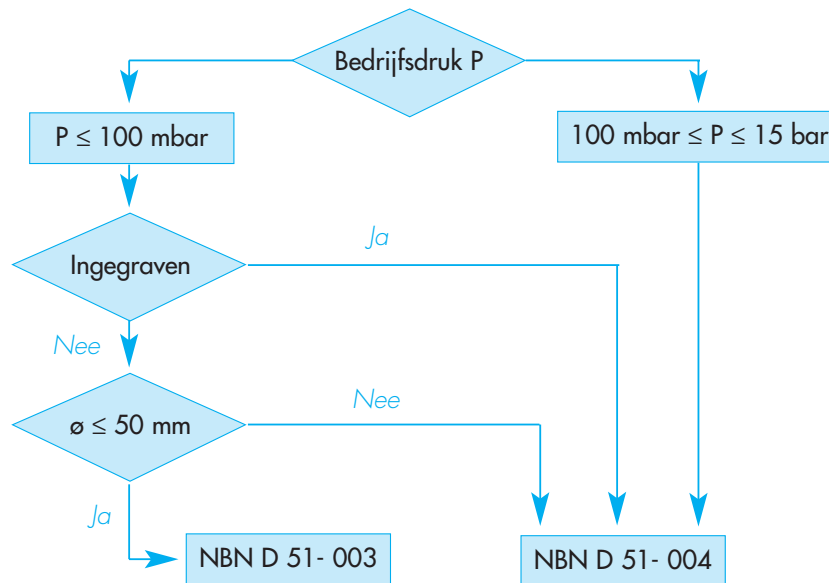 Bedrijfsdruk P
P ≤ 100 mbar
100 mbar ≤ P ≤ 15 bar
Ja
Ingegraven
Nee
Nee
ø ≤ 50 mm
Ja
NBN D 51- 003
NBN D 51- 004